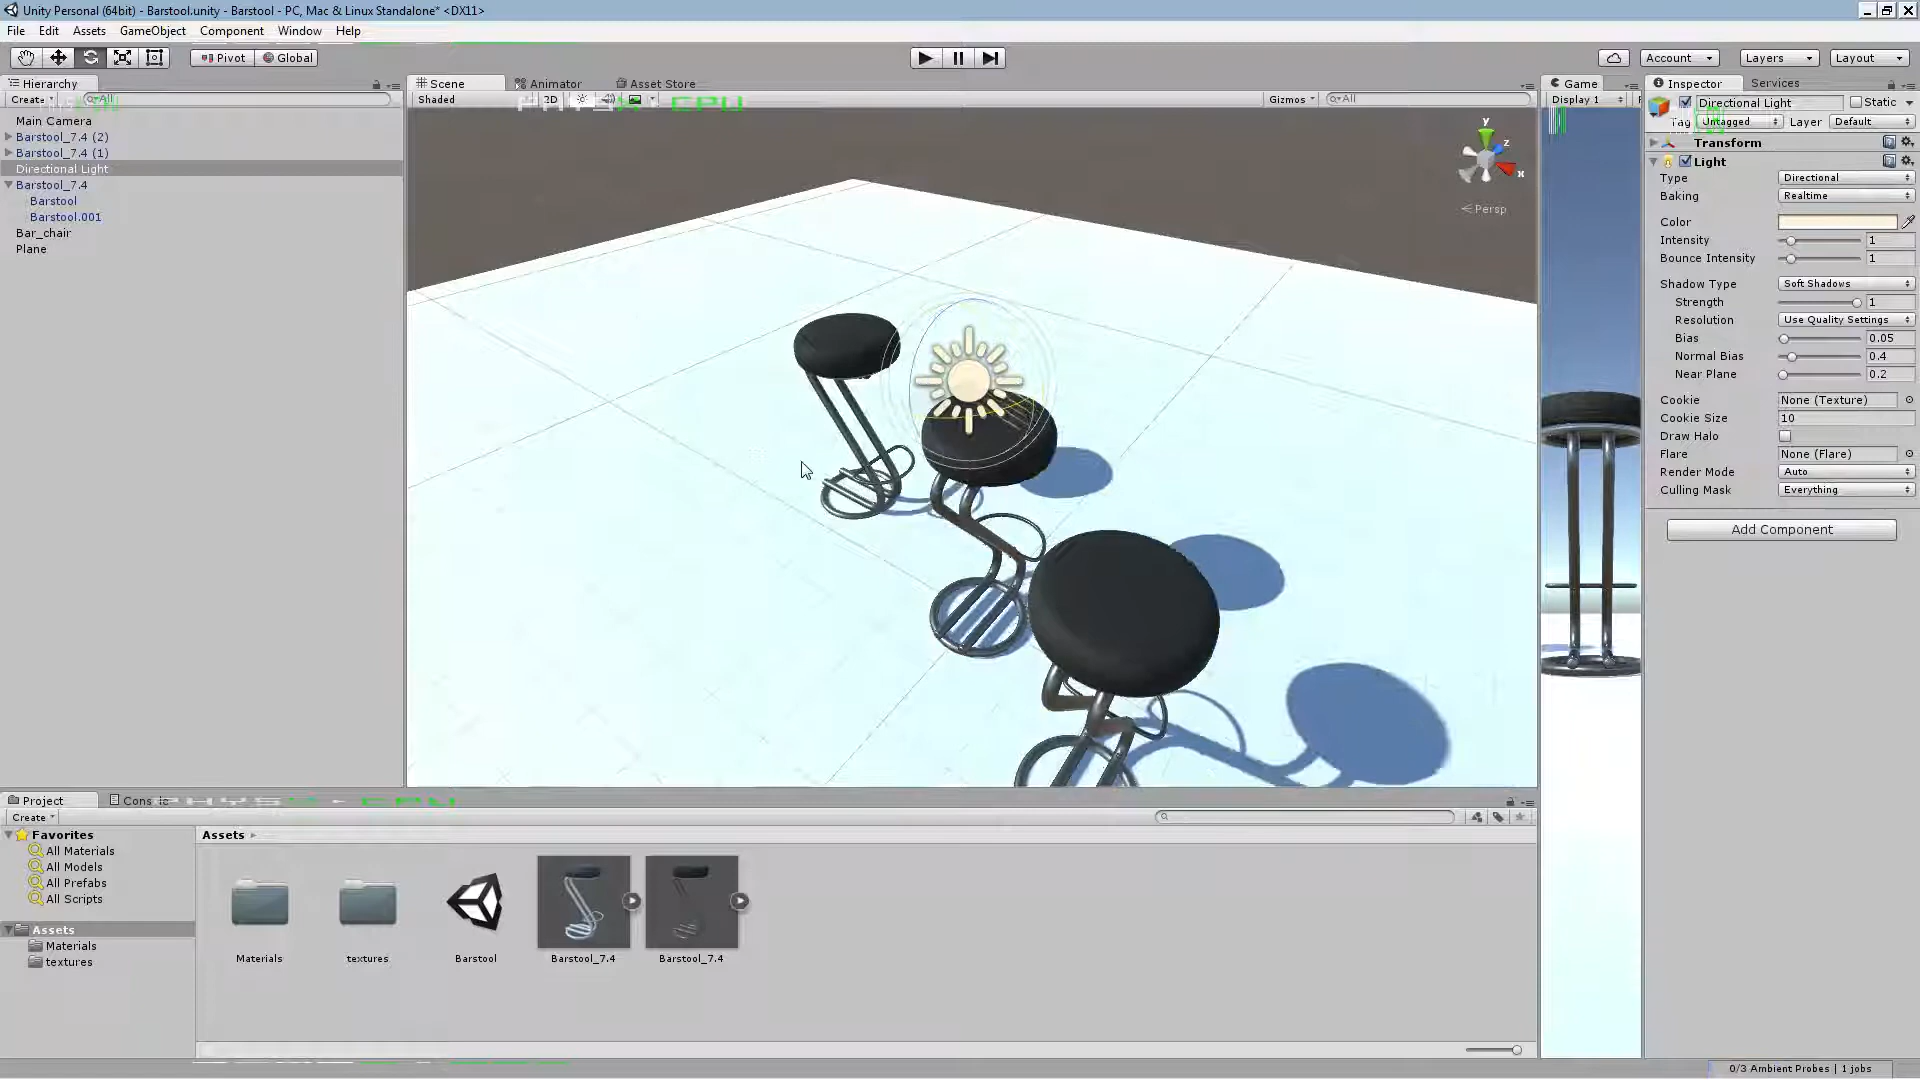 Unity Personal (64bit) - Barstool.unity - Barstool - PC, Mac & Linux Standalone* <DX11>
File Edit Assets GameObject Component Window Help
Pivot Global Account Layers Layout
Hierarchy Scene Animator Asset Store Game Inspector Services
Create All Shaded 2D Gizmos All Display 1 Directional Light Static
Tag Untagged Layer Default
Main Camera
Barstool_7.4 (2)
Barstool_7.4 (1)
Directional Light
Barstool_7.4
Barstool
Barstool.001
Bar_chair
Plane
y
z
x
Persp
Transform
Light
Type Directional
Baking Realtime
Color
Intensity 1
Bounce Intensity 1
Shadow Type Soft Shadows
Strength 1
Resolution Use Quality Settings
Bias 0.05
Normal Bias 0.4
Near Plane 0.2
Cookie None (Texture)
Cookie Size 10
Draw Halo
Flare None (Flare)
Render Mode Auto
Culling Mask Everything
Add Component
Project
Create
Favorites
All Materials
All Models
All Prefabs
All Scripts
Assets
Materials
textures
Assets
Materials textures Barstool Barstool_7.4 Barstool_7.4
0/3 Ambient Probes | 1 jobs